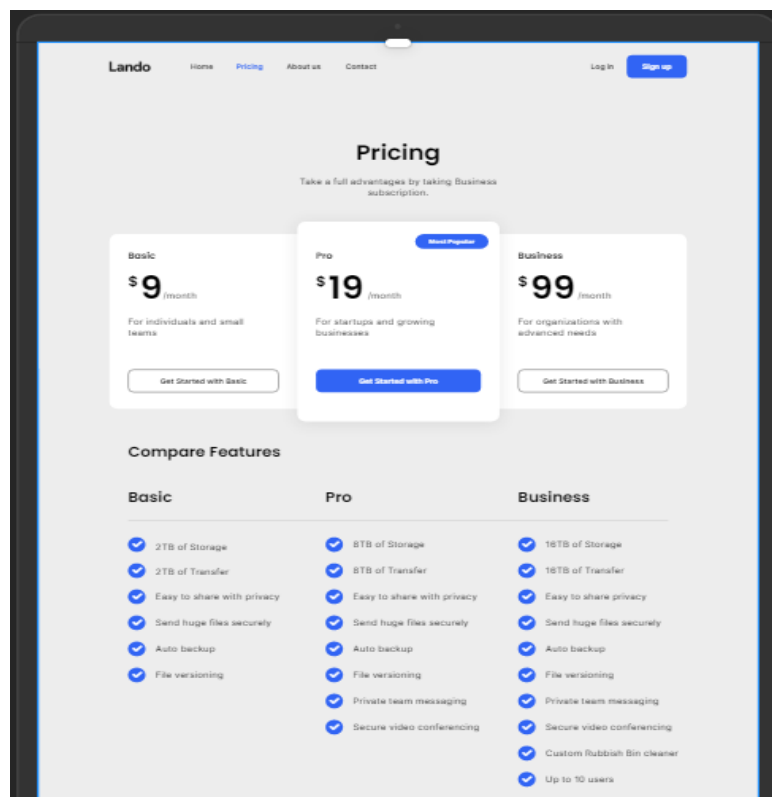 Lando
Home
Pricing
About us
Contact
Log in
Sign up
Pricing
Take a full advantages by taking Business
subscription.
Basic
$9/month
For individuals and small
teams
Get Started with Basic
Most Popular
Pro
$19/month
For startups and growing
businesses
Get Started with Pro
Business
$99/month
For organizations with
advanced needs
Get Started with Business
Compare Features
Basic
2TB of Storage
2TB of Transfer
Easy to share with privacy
Send huge files securely
Auto backup
File versioning
Pro
8TB of Storage
8TB of Transfer
Easy to share with privacy
Send huge files securely
Auto backup
File versioning
Private team messaging
Secure video conferencing
Business
16TB of Storage
16TB of Transfer
Easy to share privacy
Send huge files securely
Auto backup
File versioning
Private team messaging
Secure video conferencing
Custom Rubbish Bin cleaner
Up to 10 users